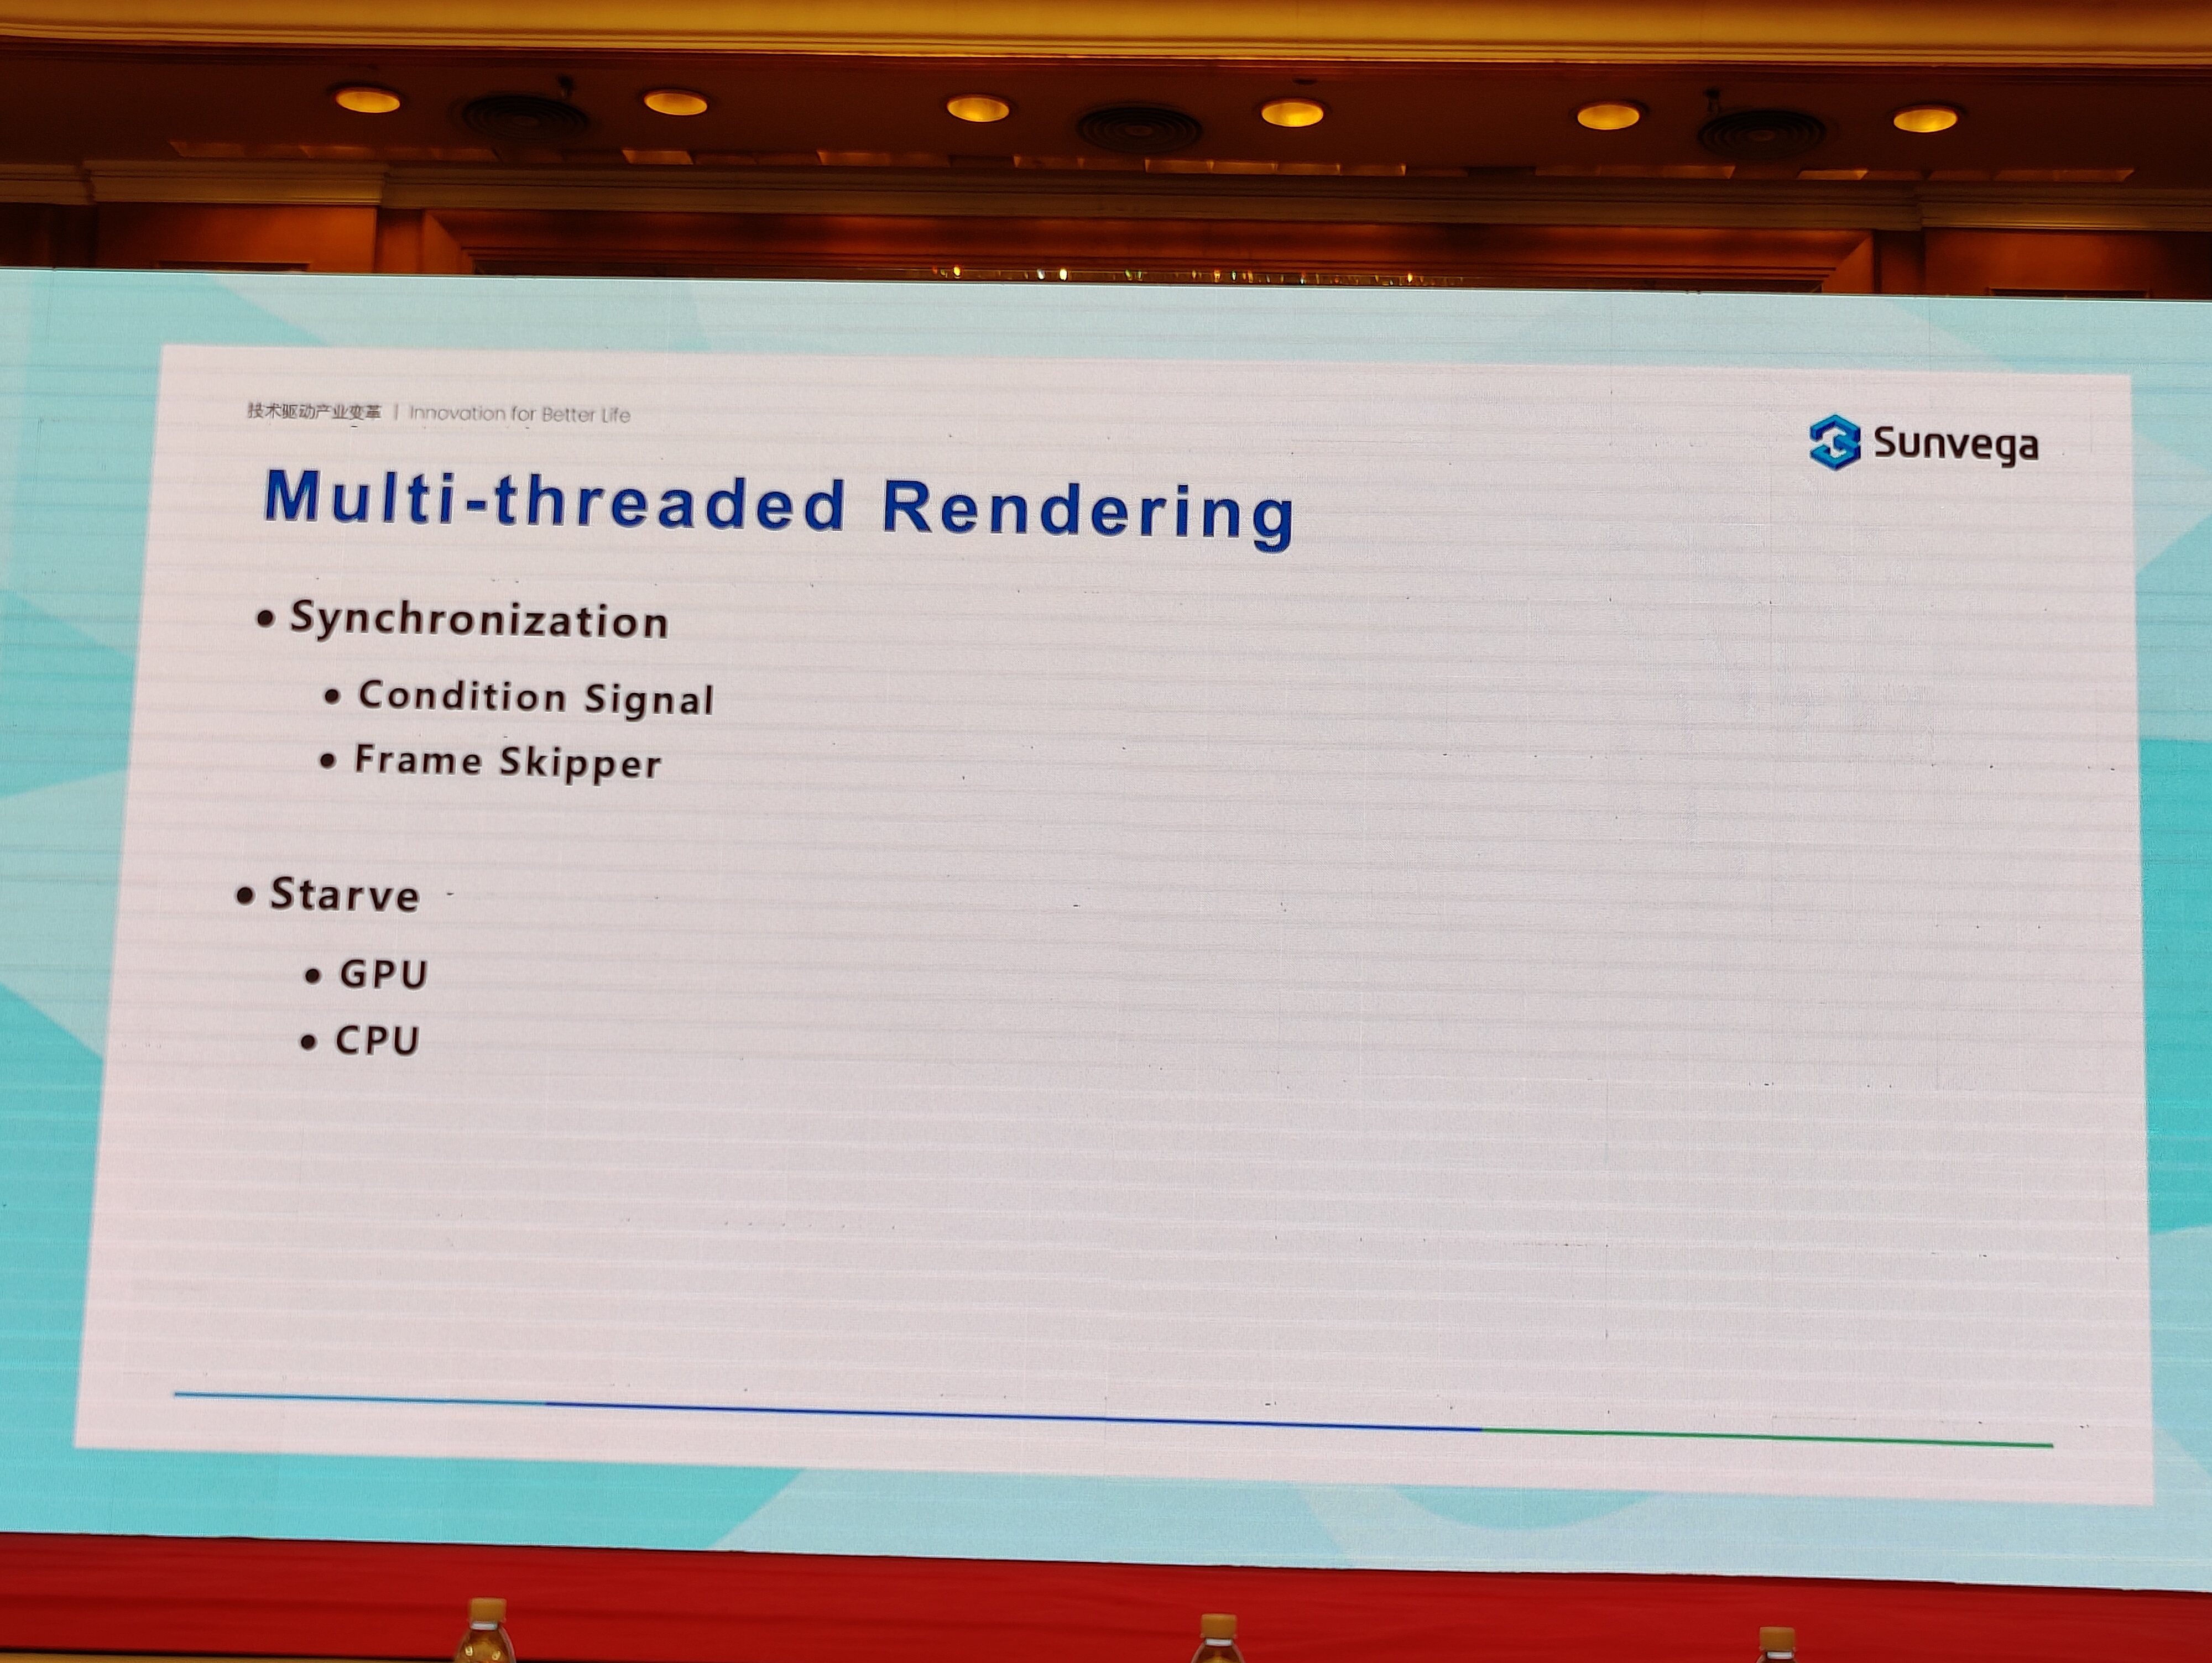 技术驱动产业变革 | Innovation for Better Life
Sunvega
Multi-threaded Rendering
• Synchronization
• Condition Signal
• Frame Skipper
• Starve
• GPU
• CPU